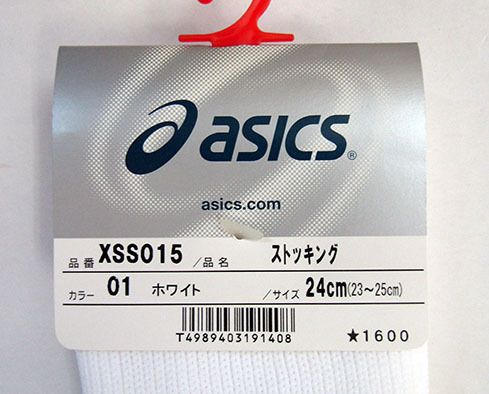 asics®
asics.com
品番 XSS015 /品名 ストッキング
カラー 01 ホワイト /サイズ 24cm(23~25cm)
T4989403191408
★1600